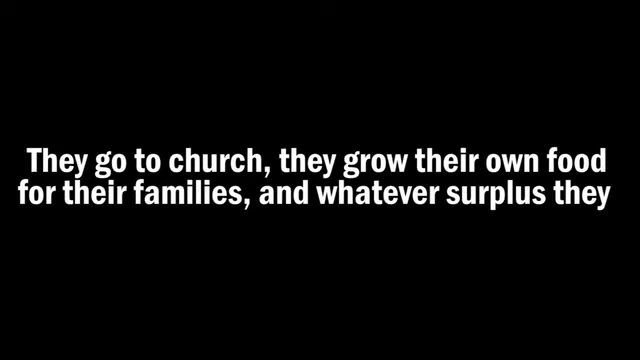 They go to church, they grow their own food
for their families, and whatever surplus they